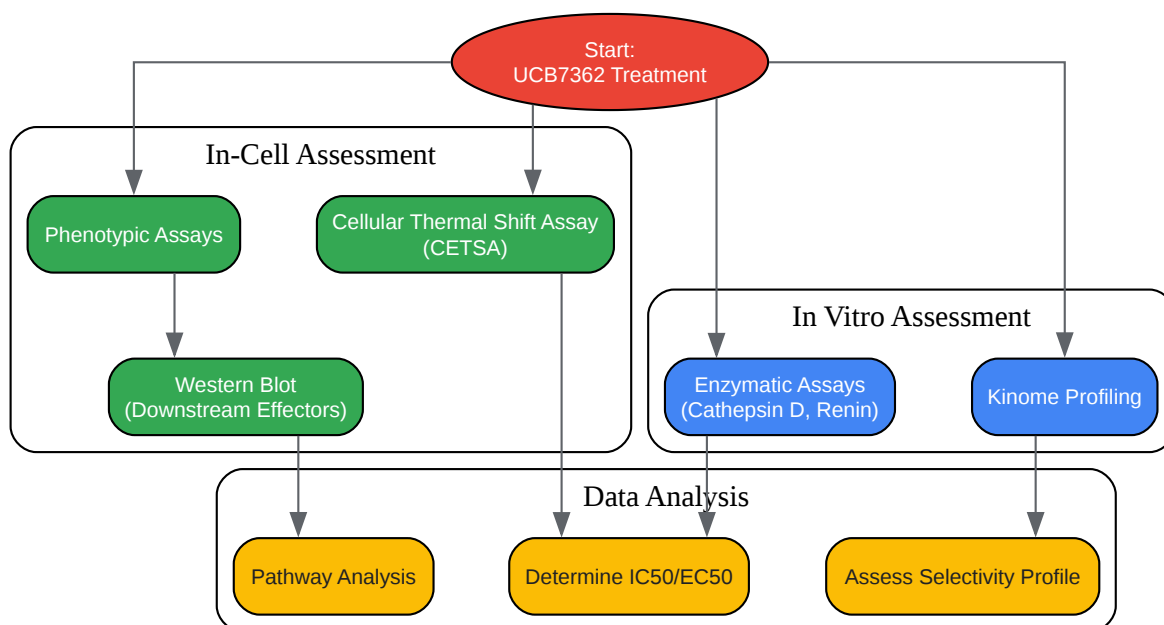 Start:
UCB7362 Treatment
In-Cell Assessment
Phenotypic Assays
Cellular Thermal Shift Assay
(CETSA)
In Vitro Assessment
Western Blot
(Downstream Effectors)
Enzymatic Assays
(Cathepsin D, Renin)
Kinome Profiling
Data Analysis
Pathway Analysis
Determine IC50/EC50
Assess Selectivity Profile